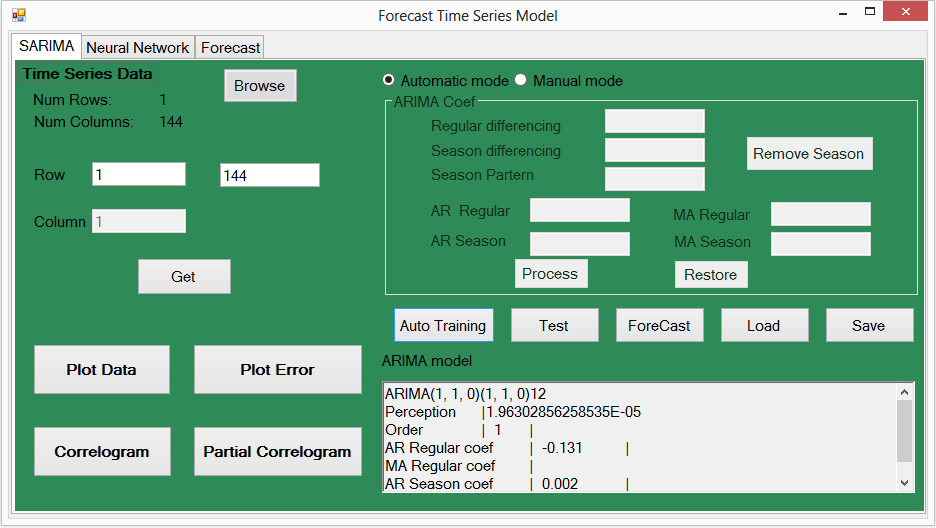 Forecast Time Series Model
SARIMA Neural Network Forecast
Time Series Data
Browse
Num Rows: 1
Num Columns: 144
Row 1 144
Column 1
Get
Plot Data Plot Error
Correlogram Partial Correlogram
Automatic mode Manual mode
ARIMA Coef
Regular differencing
Season differencing
Season Partern
Remove Season
AR Regular MA Regular
AR Season MA Season
Process Restore
Auto Training Test ForeCast Load Save
ARIMA model
ARIMA(1, 1, 0)(1, 1, 0)12
Perception |1.96302856258535E-05
Order | 1 |
AR Regular coef | -0.131 |
MA Regular coef |
AR Season coef | 0.002 |